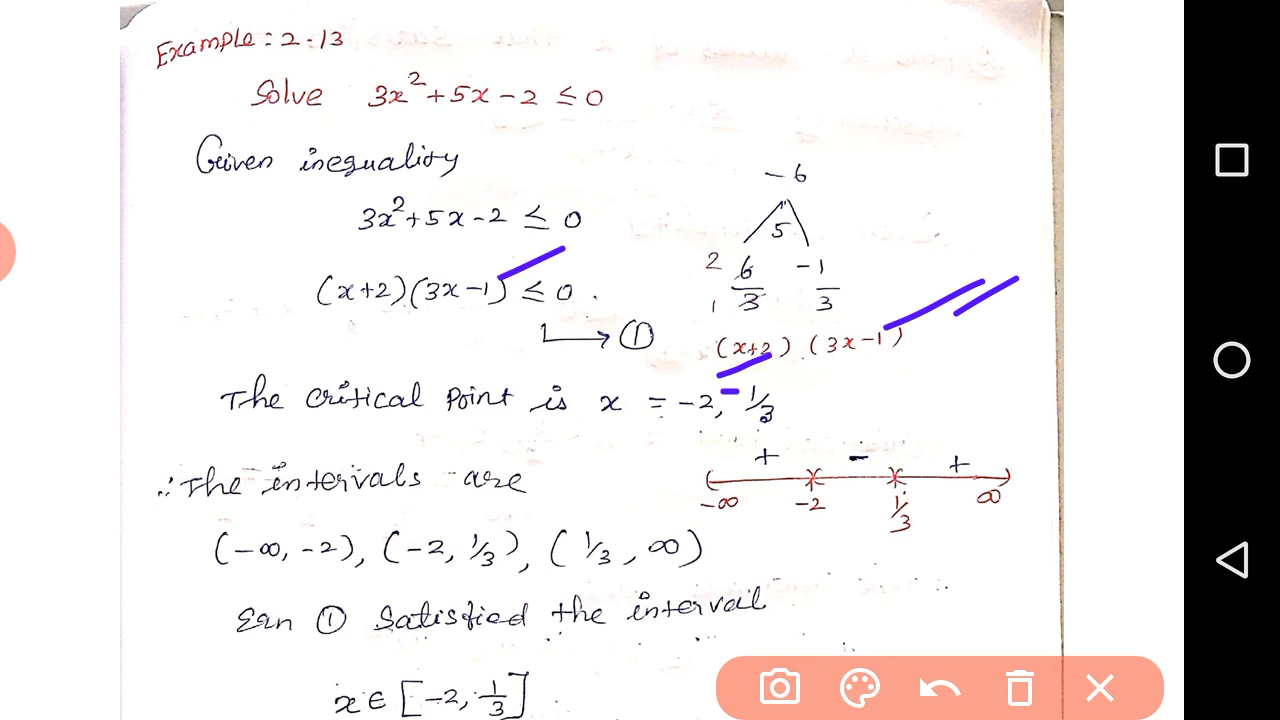 Example: 2.13
Solve 3x²+5x-2 ≤0
Given inequality
3x²+5x-2 ≤ 0
(x+2)(3x-1) ≤ 0.
→ ①
-6
5
2 6 -1
1 3 3
(x+2) (3x-1)
The critical point is x = -2, 1/3
+ - +
-∞ -2 1/3 ∞
∴ The intervals are
(-∞, -2), (-2, 1/3), (1/3, ∞)
Eqn ① Satisfied the interval
x ∈ [-2, 1/3]